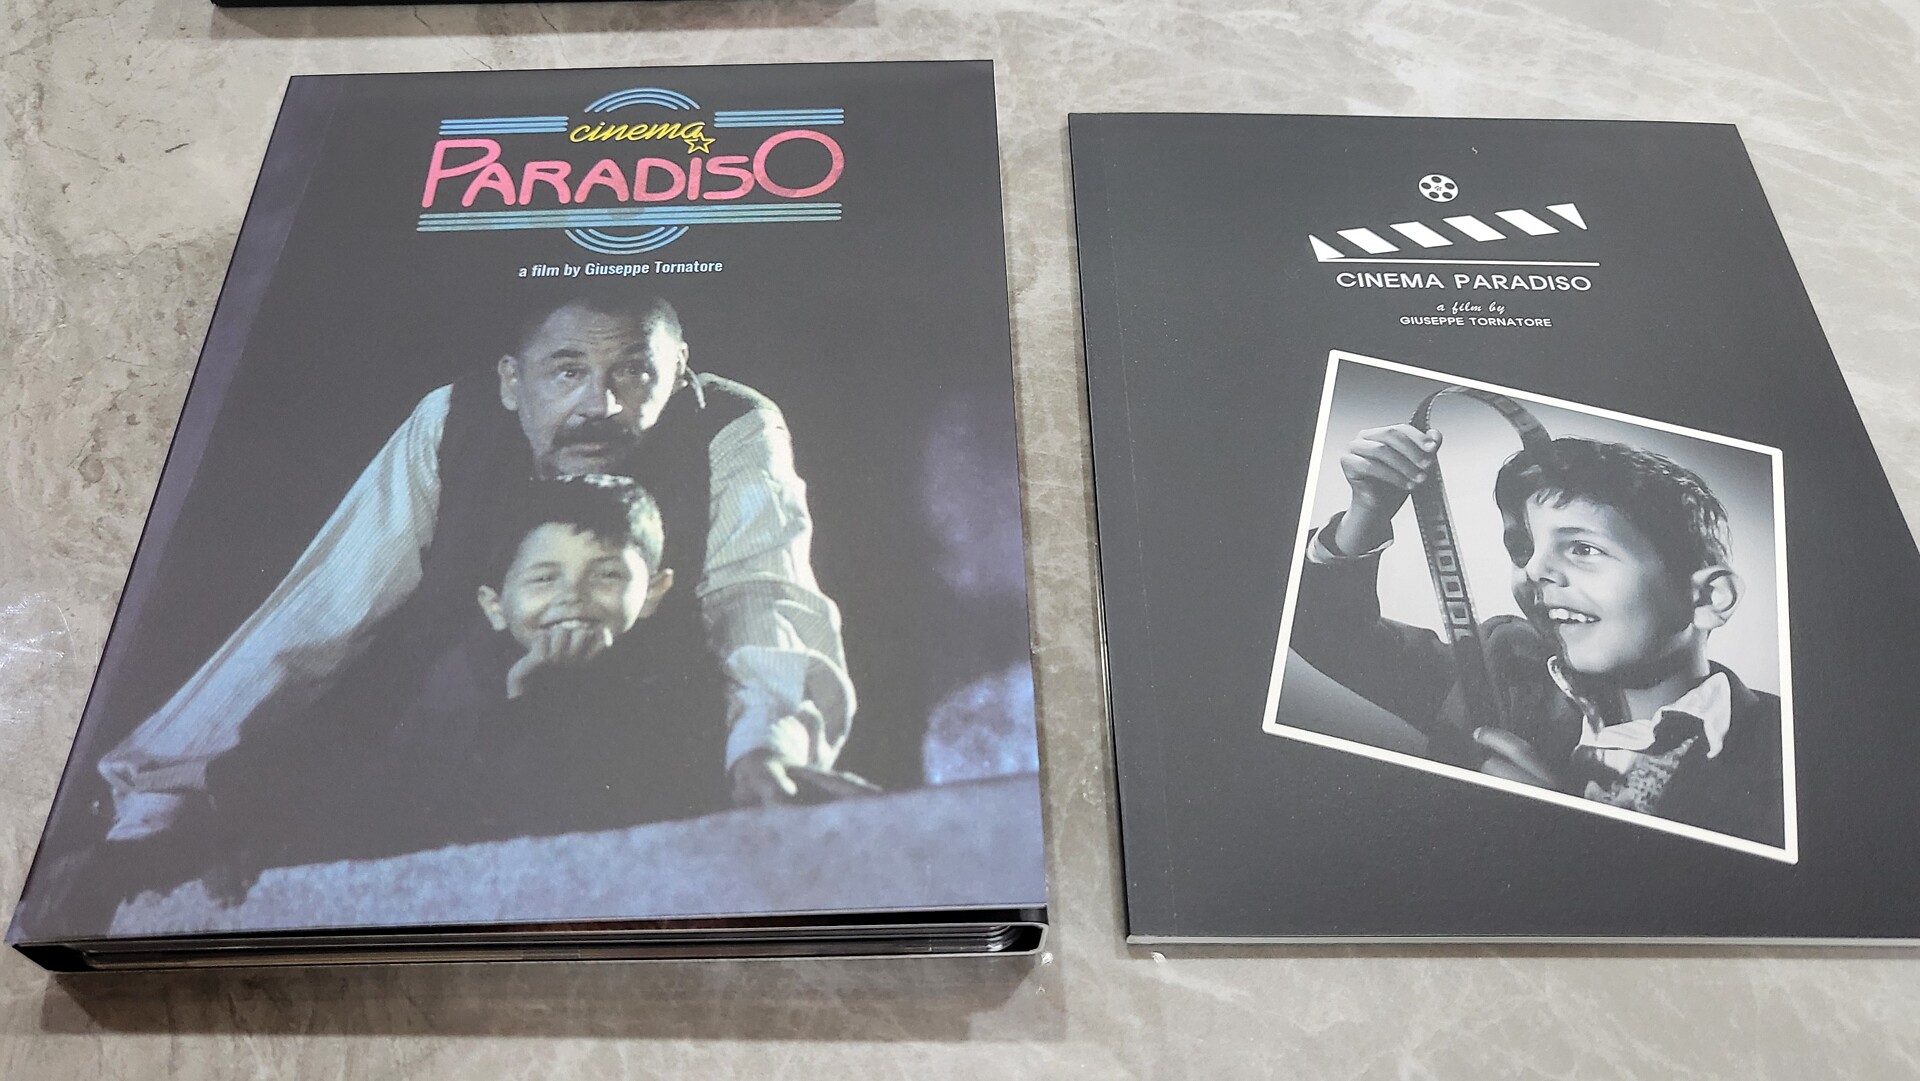 cinema
PARADISO
a film by Giuseppe Tornatore
CINEMA PARADISO
a film by
GIUSEPPE TORNATORE